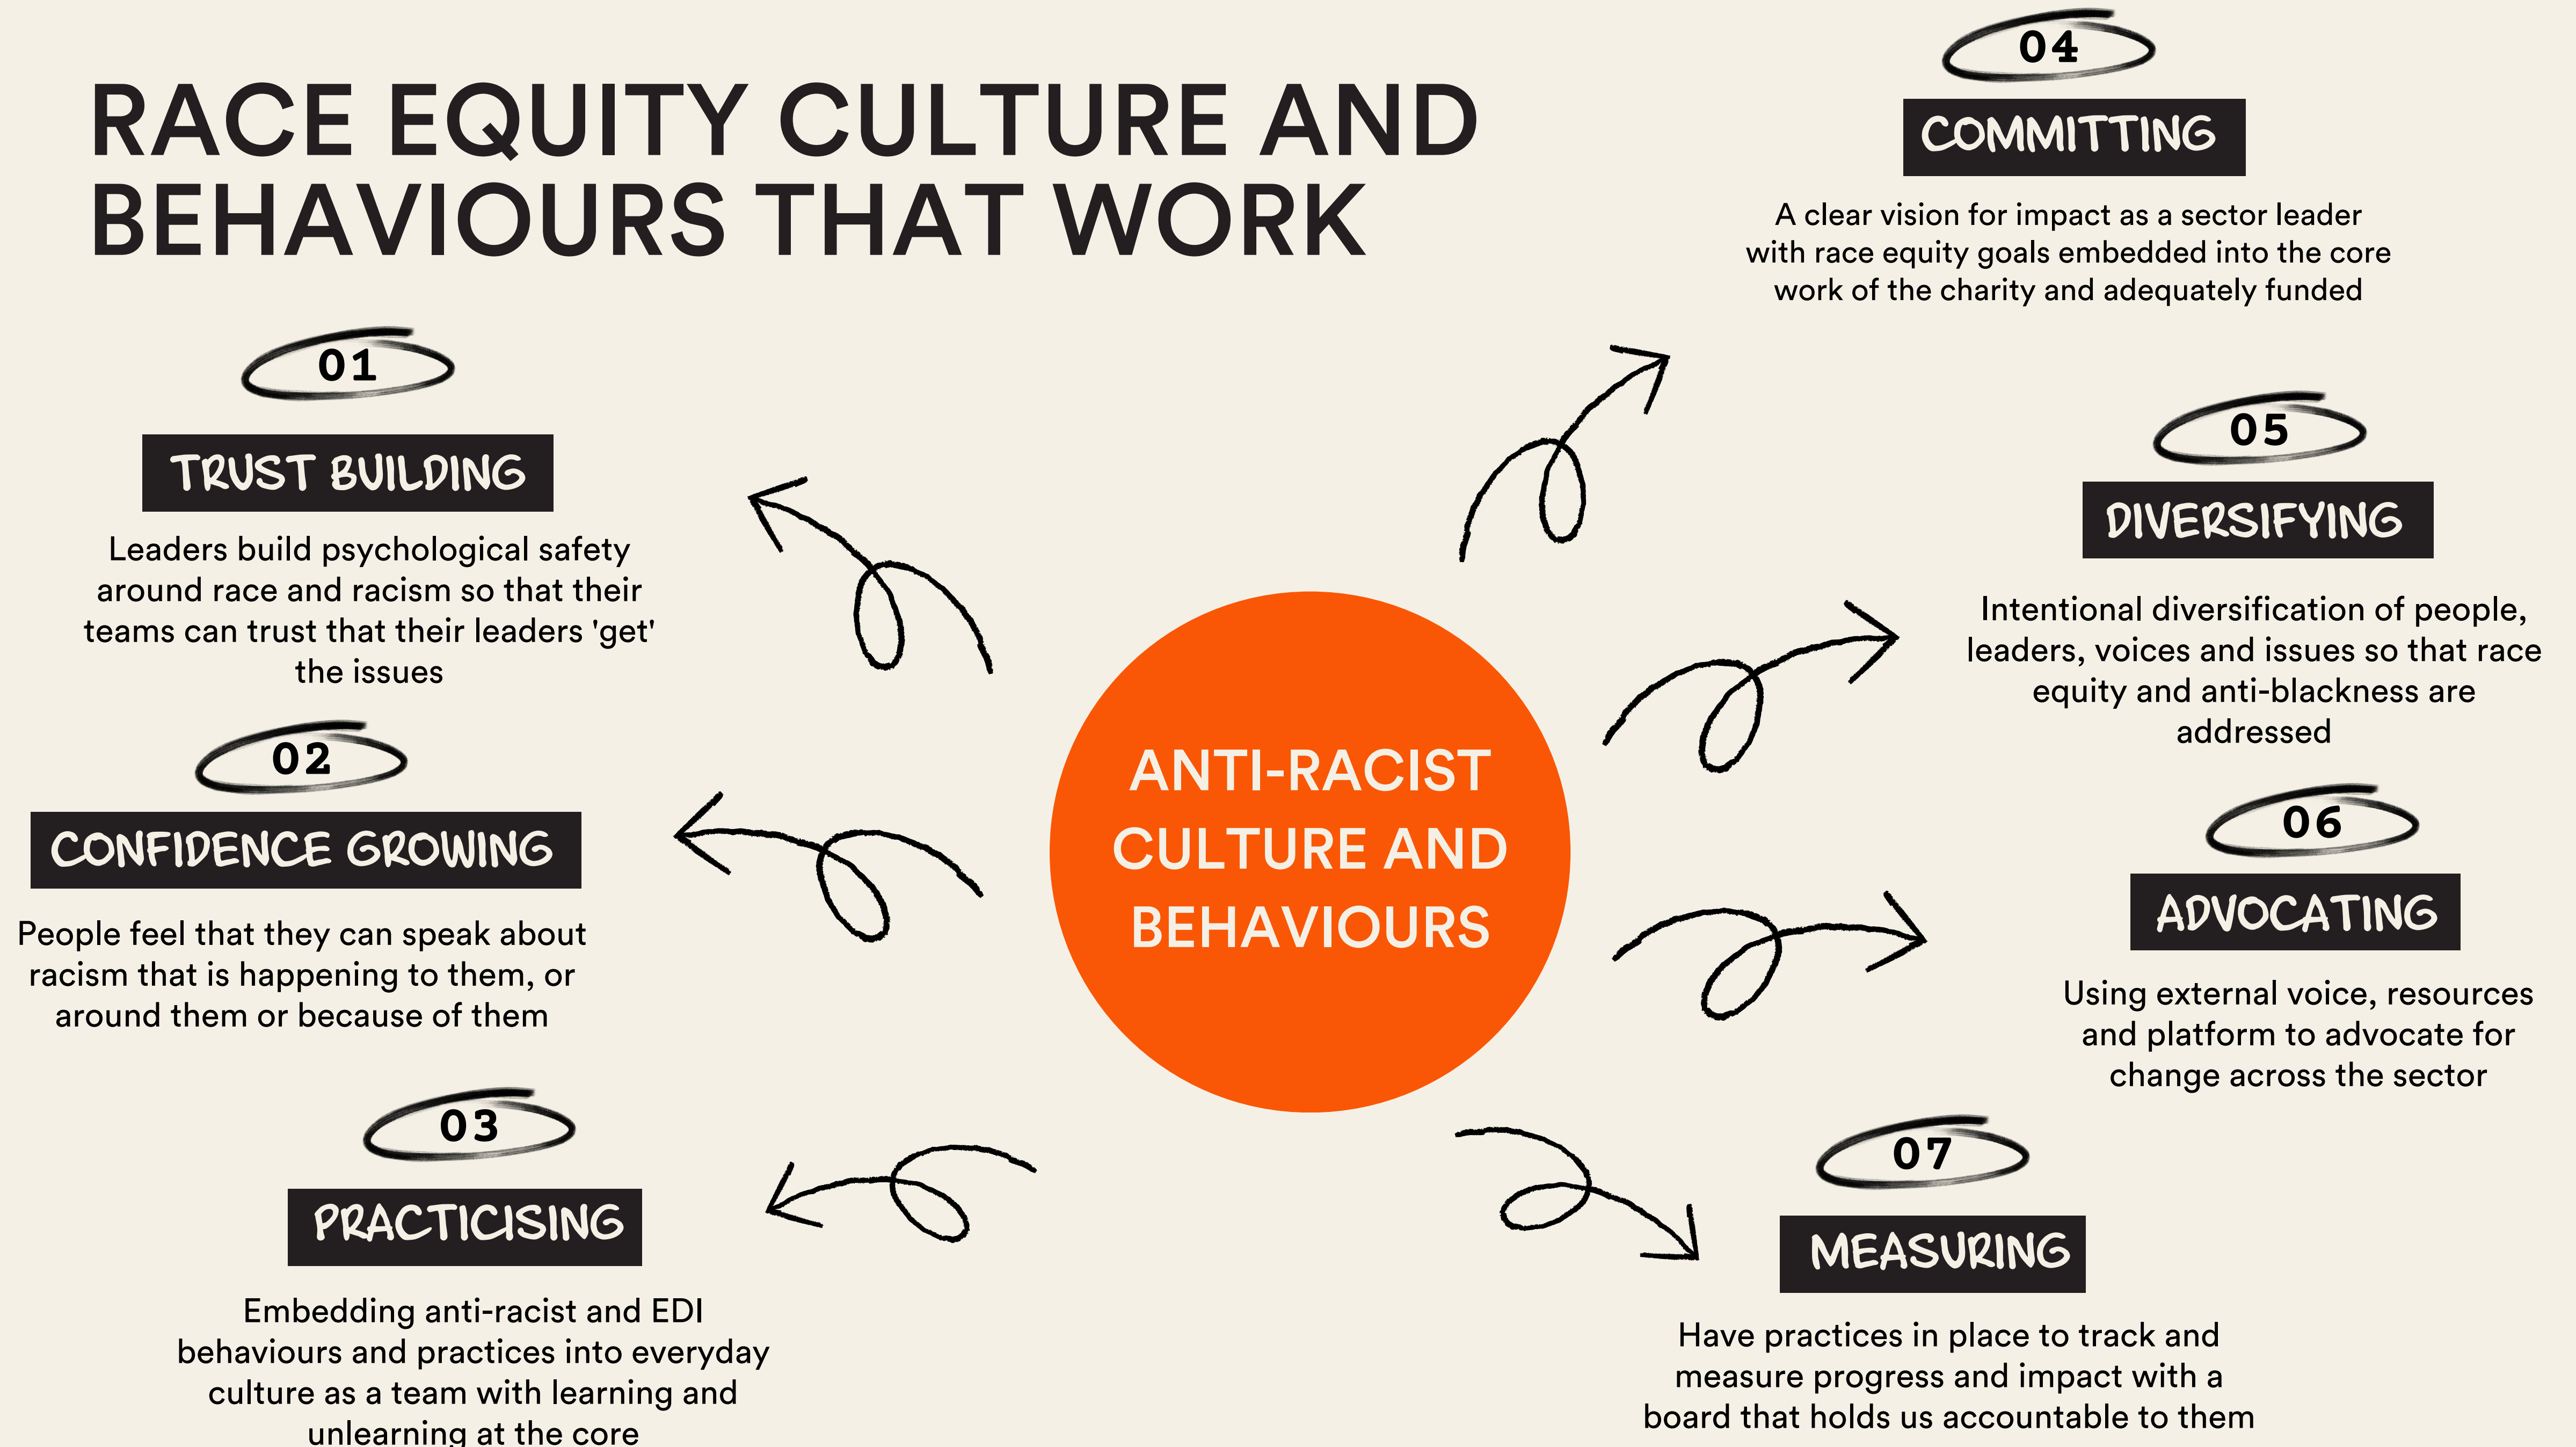 RACE EQUITY CULTURE AND
BEHAVIOURS THAT WORK
01
TRUST BUILDING
Leaders build psychological safety
around race and racism so that their
teams can trust that their leaders 'get'
the issues
02
CONFIDENCE GROWING
People feel that they can speak about
racism that is happening to them, or
around them or because of them
03
PRACTICISING
Embedding anti-racist and EDI
behaviours and practices into everyday
culture as a team with learning and
unlearning at the core
ANTI-RACIST
CULTURE AND
BEHAVIOURS
04
COMMITTING
A clear vision for impact as a sector leader
with race equity goals embedded into the core
work of the charity and adequately funded
05
DIVERSIFYING
Intentional diversification of people,
leaders, voices and issues so that race
equity and anti-blackness are
addressed
06
ADVOCATING
Using external voice, resources
and platform to advocate for
change across the sector
07
MEASURING
Have practices in place to track and
measure progress and impact with a
board that holds us accountable to them